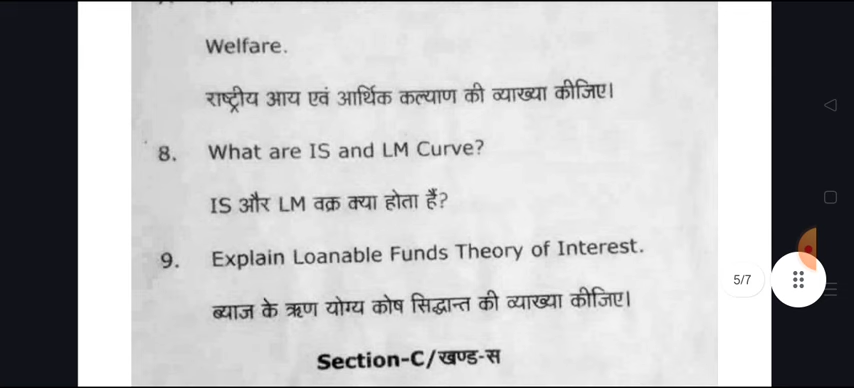 Welfare.
राष्ट्रीय आय एवं आर्थिक कल्याण की व्याख्या कीजिए।
8. What are IS and LM Curve?
IS और LM वक्र क्या होता हैं?
9. Explain Loanable Funds Theory of Interest.
5/7
ब्याज के ऋण योग्य कोष सिद्धान्त की व्याख्या कीजिए।
Section-C/खण्ड-स